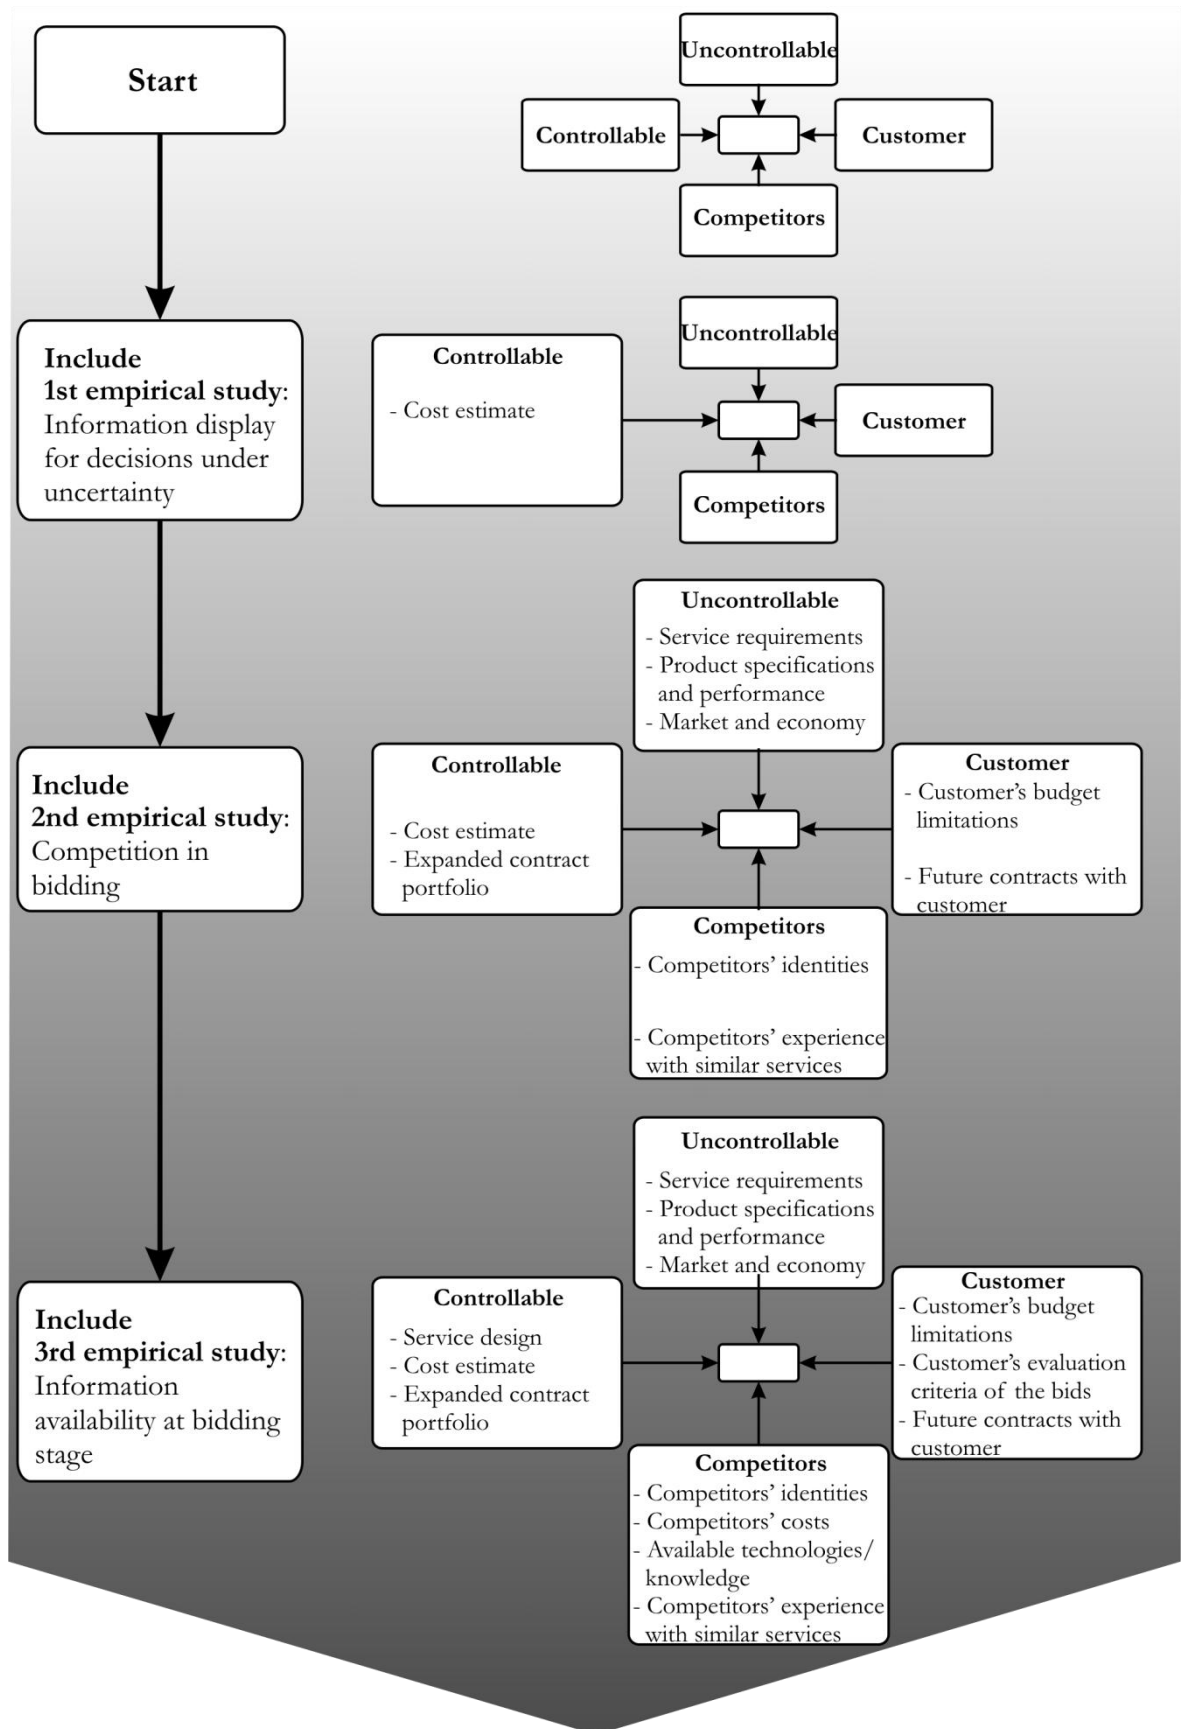 Start
Uncontrollable
Controllable
Customer
Competitors
Include
1st empirical study:
Information display
for decisions under
uncertainty
Controllable
- Cost estimate
Uncontrollable
Customer
Competitors
Include
2nd empirical study:
Competition in
bidding
Uncontrollable
- Service requirements
- Product specifications
and performance
- Market and economy
Controllable
- Cost estimate
- Expanded contract
portfolio
Customer
- Customer’s budget
limitations
- Future contracts with
customer
Competitors
- Competitors’ identities
- Competitors’ experience
with similar services
Include
3rd empirical study:
Information
availability at bidding
stage
Uncontrollable
- Service requirements
- Product specifications
and performance
- Market and economy
Controllable
- Service design
- Cost estimate
- Expanded contract
portfolio
Customer
- Customer’s budget
limitations
- Customer’s evaluation
criteria of the bids
- Future contracts with
customer
Competitors
- Competitors’ identities
- Competitors’ costs
- Available technologies/
knowledge
- Competitors’ experience
with similar services